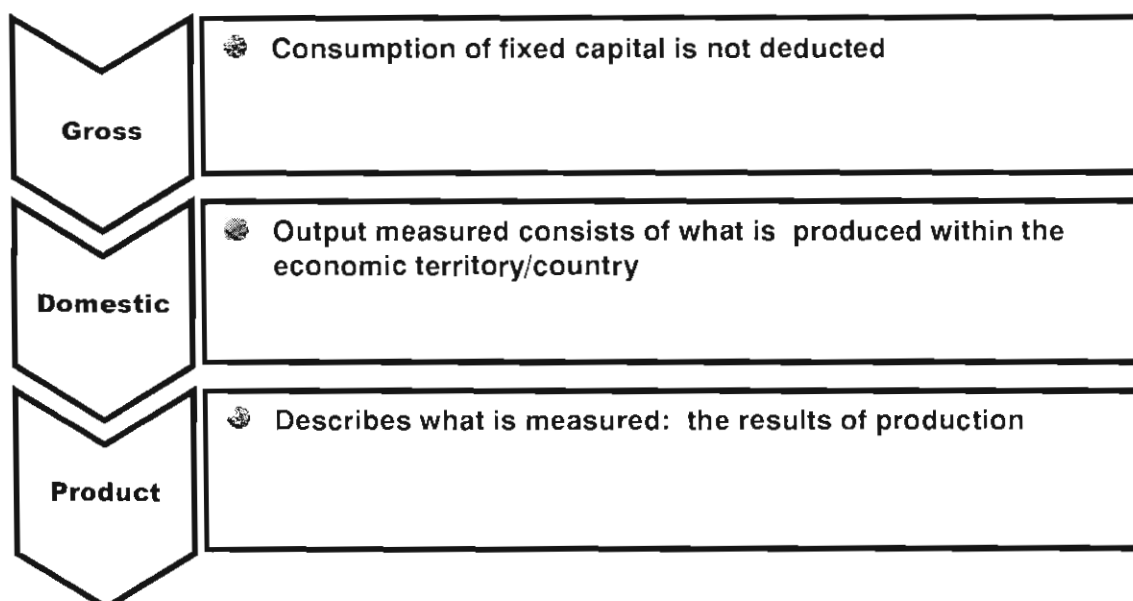 Gross
Consumption of fixed capital is not deducted
Domestic
Output measured consists of what is produced within the
economic territory/country
Product
Describes what is measured: the results of production